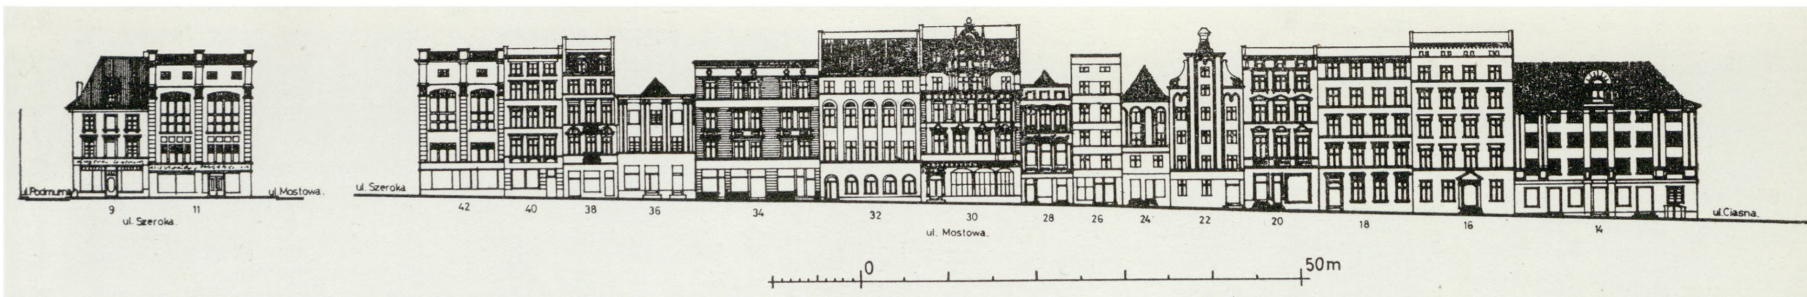 ul. Podmurna
ul. Mostowa.
9 11
ul. Szeroka.
ul. Szeroka
42 40 38 36 34 32 30 28 26 24 22 20 18 16 14
ul. Ciasna.
ul. Mostowa.
0 50m